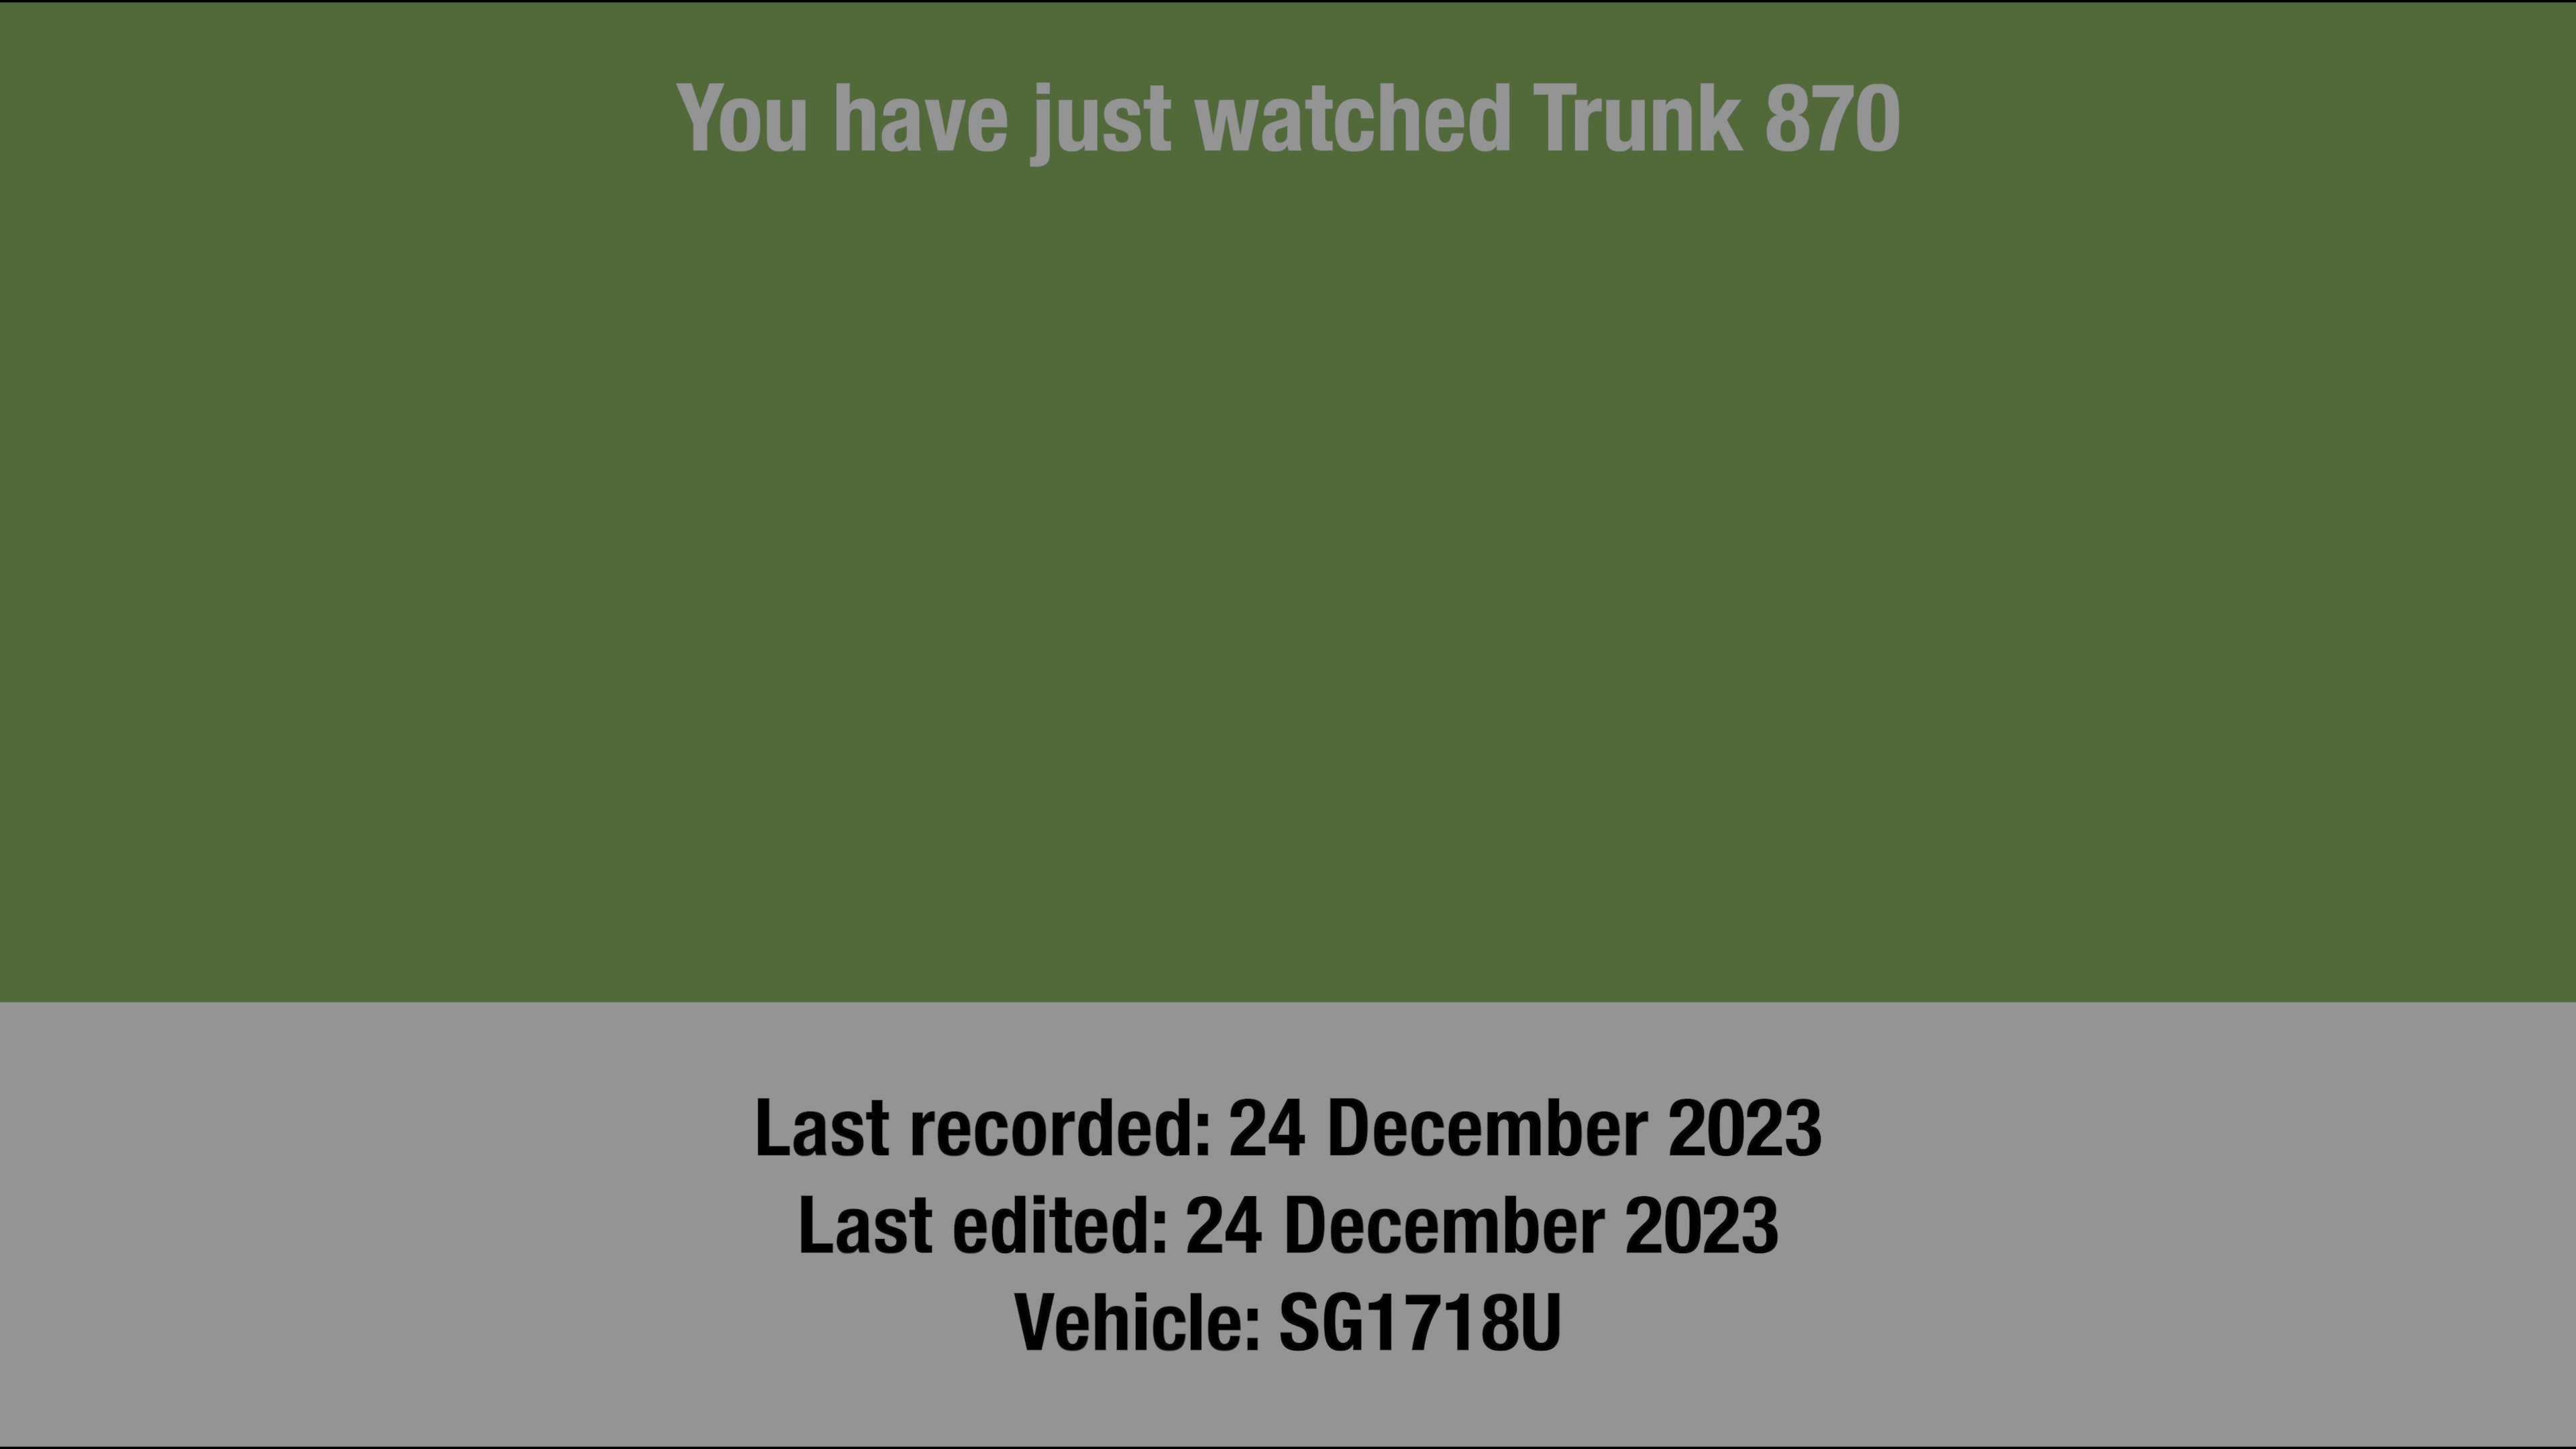 You have just watched Trunk 870
Last recorded: 24 December 2023
Last edited: 24 December 2023
Vehicle: SG1718U